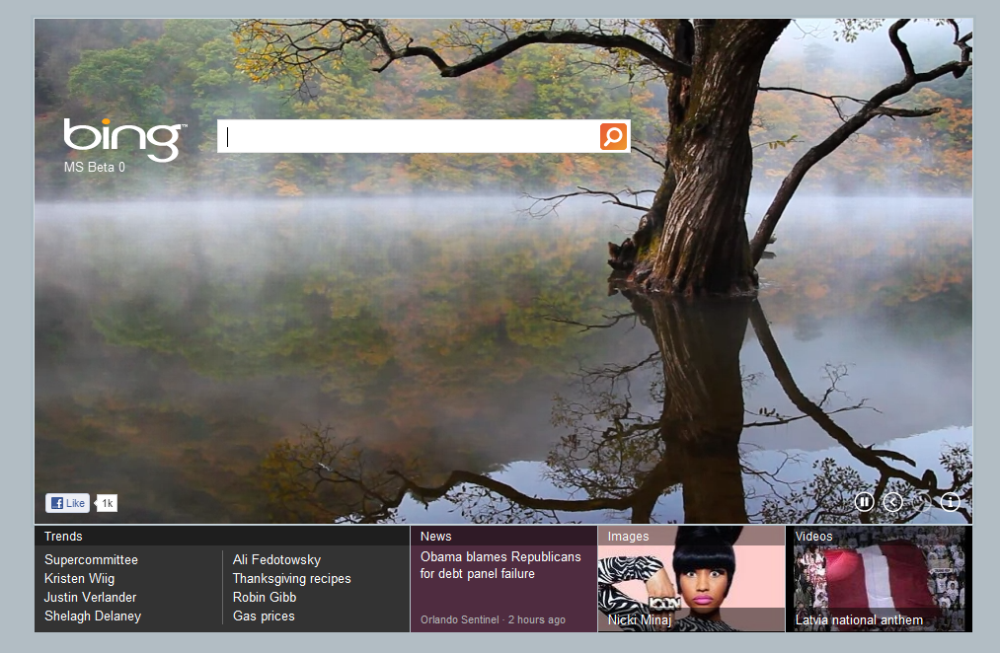 bing™
MS Beta 0
Like
1k
Trends
Supercommittee
Kristen Wiig
Justin Verlander
Shelagh Delaney
Ali Fedotowsky
Thanksgiving recipes
Robin Gibb
Gas prices
News
Obama blames Republicans
for debt panel failure
Orlando Sentinel · 2 hours ago
Images
ICON
Nicki Minaj
Videos
Latvia national anthem